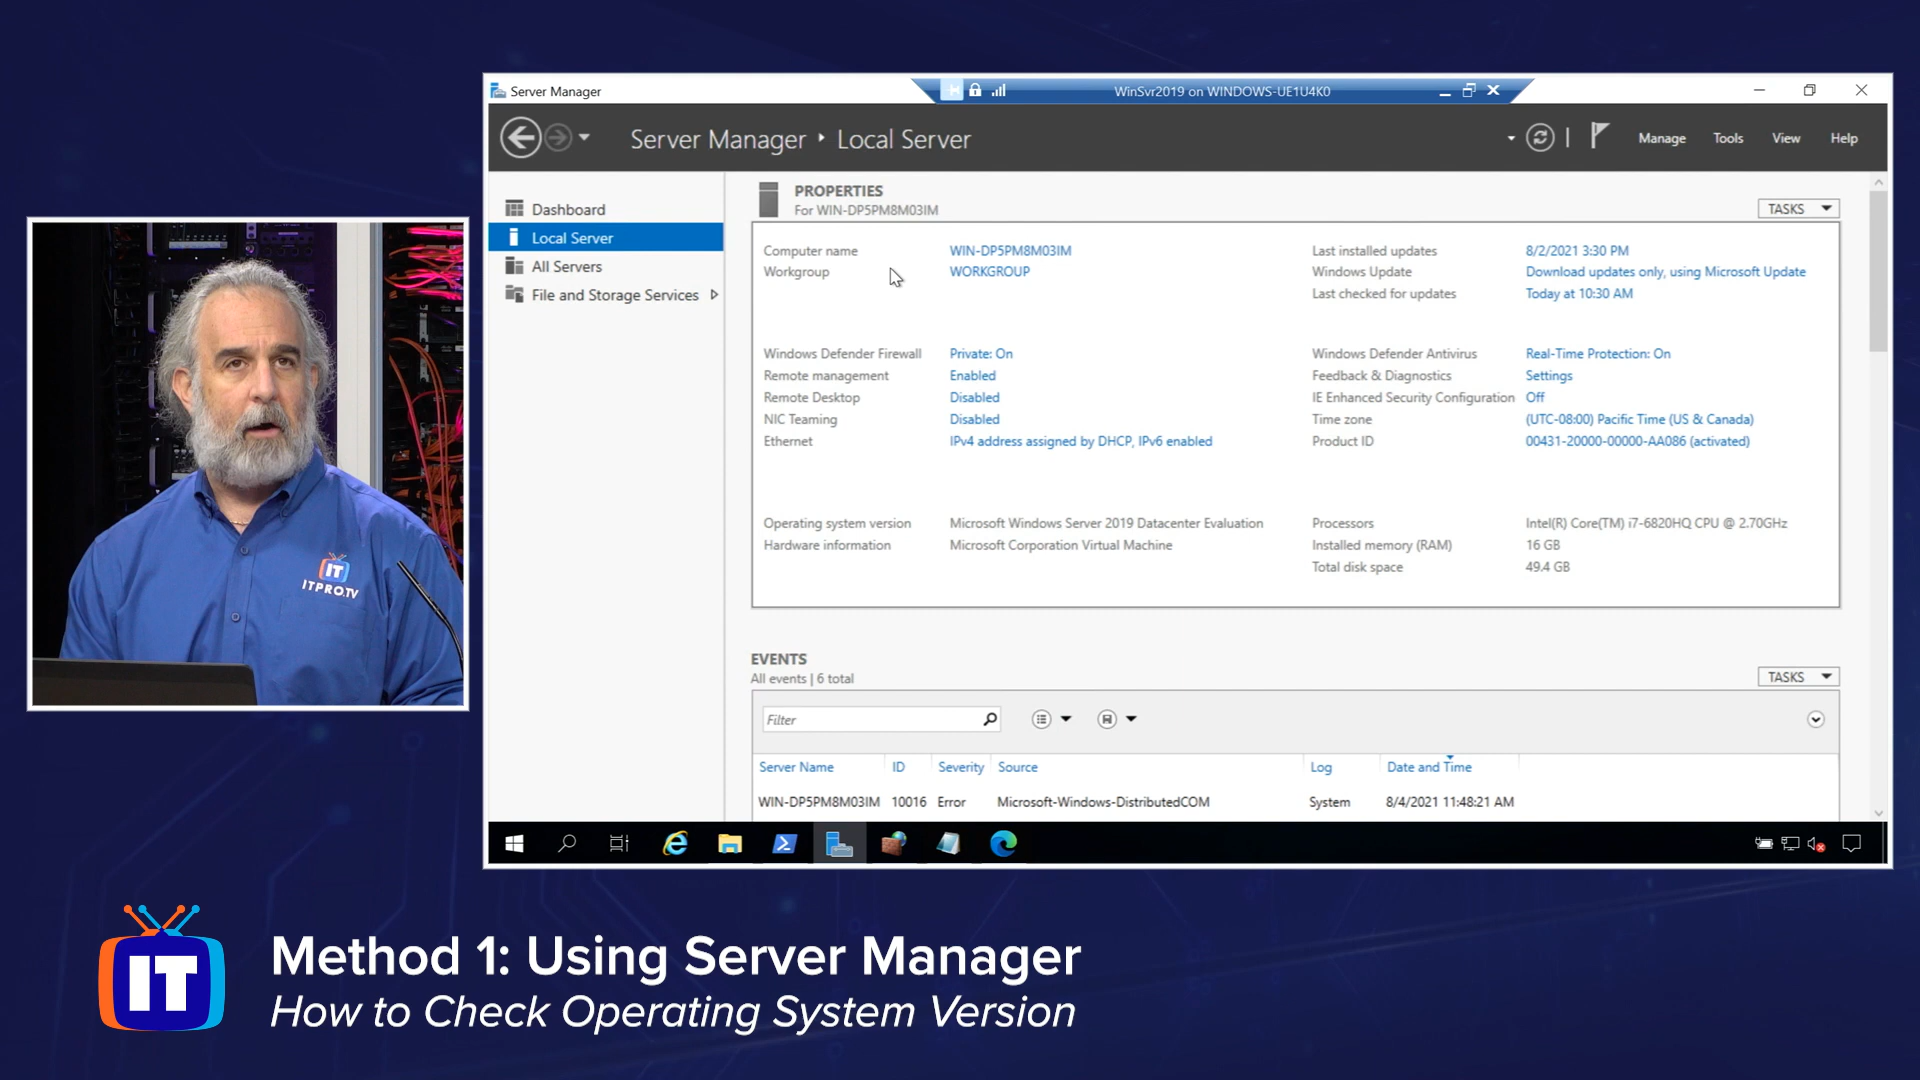 Server Manager
WinSvr2019 on WINDOWS-UE1U4K0
Server Manager ‣ Local Server
Manage Tools View Help
Dashboard
Local Server
All Servers
File and Storage Services
PROPERTIES
For WIN-DP5PM8M03IM
TASKS
Computer name WIN-DP5PM8M03IM Last installed updates 8/2/2021 3:30 PM
Workgroup WORKGROUP Windows Update Download updates only, using Microsoft Update
Last checked for updates Today at 10:30 AM
Windows Defender Firewall Private: On Windows Defender Antivirus Real-Time Protection: On
Remote management Enabled Feedback & Diagnostics Settings
Remote Desktop Disabled IE Enhanced Security Configuration Off
NIC Teaming Disabled Time zone (UTC-08:00) Pacific Time (US & Canada)
Ethernet IPv4 address assigned by DHCP, IPv6 enabled Product ID 00431-20000-00000-AA086 (activated)
Operating system version Microsoft Windows Server 2019 Datacenter Evaluation Processors Intel(R) Core(TM) i7-6820HQ CPU @ 2.70GHz
Hardware information Microsoft Corporation Virtual Machine Installed memory (RAM) 16 GB
Total disk space 49.4 GB
EVENTS
All events | 6 total
TASKS
Filter
Server Name ID Severity Source Log Date and Time
WIN-DP5PM8M03IM 10016 Error Microsoft-Windows-DistributedCOM System 8/4/2021 11:48:21 AM
IT
ITPRO.TV
IT
Method 1: Using Server Manager
How to Check Operating System Version